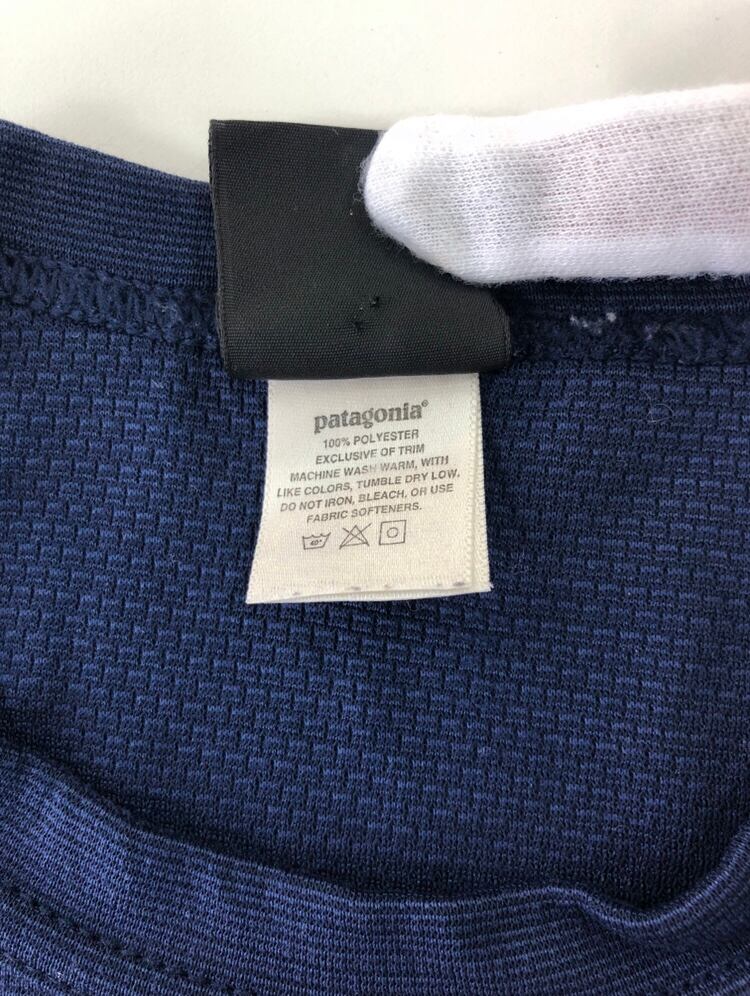 patagonia®
100% POLYESTER
EXCLUSIVE OF TRIM
MACHINE WASH WARM, WITH
LIKE COLORS, TUMBLE DRY LOW.
DO NOT IRON, BLEACH, OR USE
FABRIC SOFTENERS.
40°